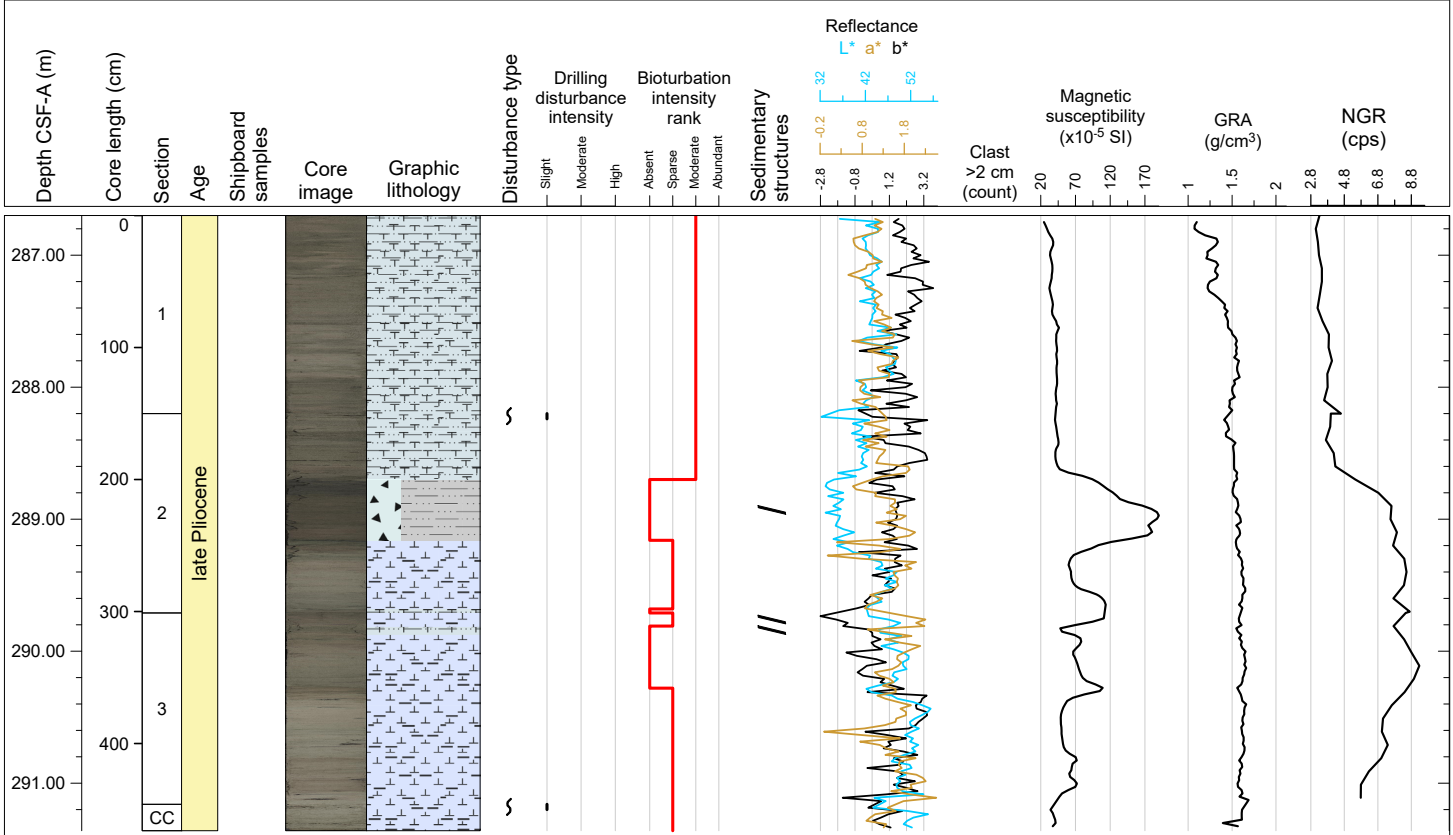 Depth CSF-A (m)
Core length (cm)
Section
Age
Shipboard
samples
Core
image
Graphic
lithology
Disturbance type
Drilling
disturbance
intensity
Slight
Moderate
High
Bioturbation
intensity
rank
Absent
Sparse
Moderate
Abundant
Sedimentary
structures
Reflectance
L* a* b*
32 42 52
-0.2 0.8 1.8
-2.8 -0.8 1.2 3.2
Clast
>2 cm
(count)
Magnetic
susceptibility
(x10-5 SI)
20 70 120 170
GRA
(g/cm3)
1 1.5 2
NGR
(cps)
2.8 4.8 6.8 8.8
287.00
288.00
289.00
290.00
291.00
0
100
200
300
400
1
2
3
CC
late Pliocene